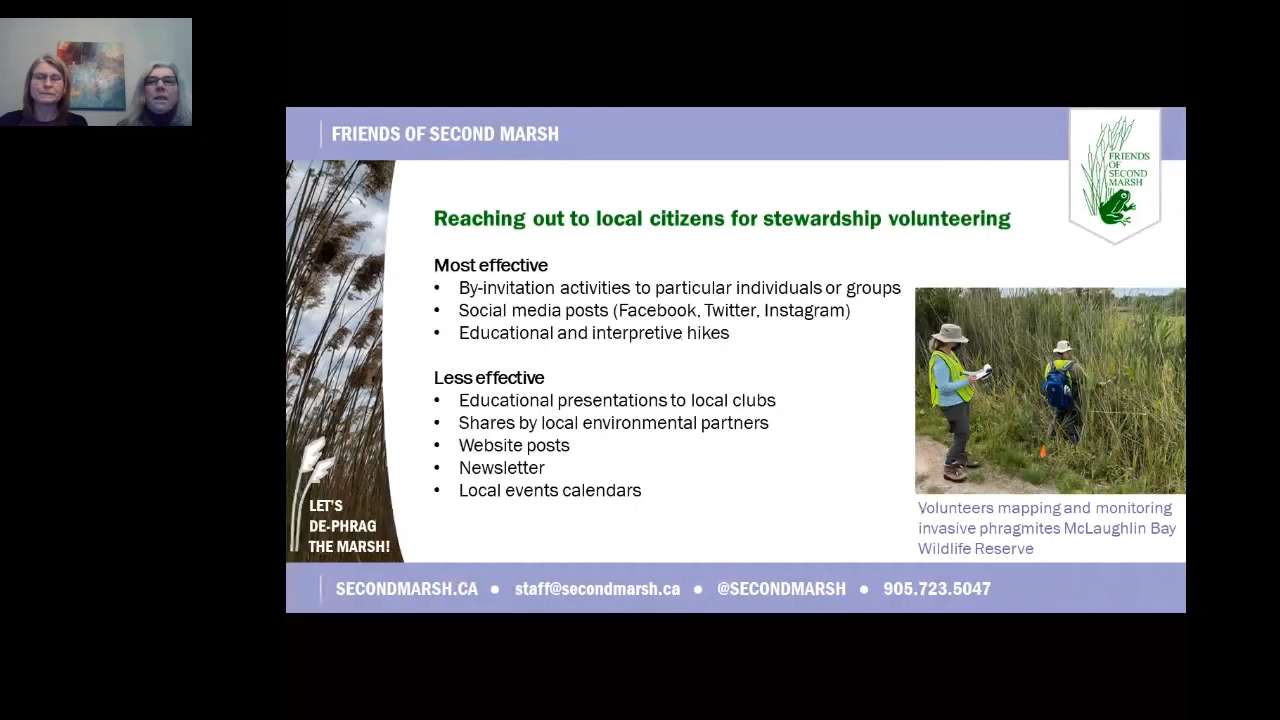 FRIENDS OF SECOND MARSH
FRIENDS
OF
SECOND
MARSH
Reaching out to local citizens for stewardship volunteering
Most effective
• By-invitation activities to particular individuals or groups
• Social media posts (Facebook, Twitter, Instagram)
• Educational and interpretive hikes
Less effective
• Educational presentations to local clubs
• Shares by local environmental partners
• Website posts
• Newsletter
• Local events calendars
LET'S
DE-PHRAG
THE MARSH!
Volunteers mapping and monitoring
invasive phragmites McLaughlin Bay
Wildlife Reserve
SECONDMARSH.CA • staff@secondmarsh.ca • @SECONDMARSH • 905.723.5047